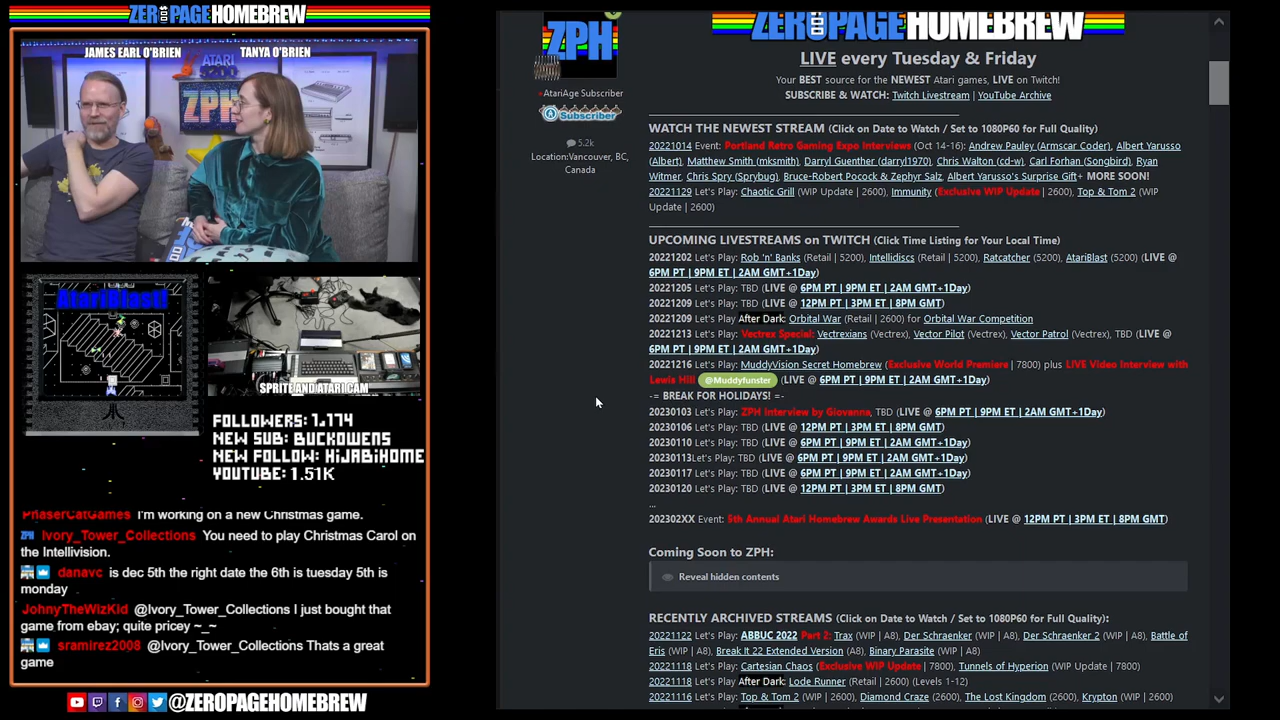 ZEROPAGEHOMEBREW
JAMES EARL O'BRIEN
TANYA O'BRIEN
ATARI
ZPH
AtariBlast!
SPRITE AND ATARI CAM
FOLLOWERS: 1,174
NEW SUB: BUCKOWENS
NEW FOLLOW: HIJABIHOME
YOUTUBE: 1.51K
PhaserCatGames I'm working on a new Christmas game.
Ivory_Tower_Collections You need to play Christmas Carol on
the Intellivision.
danavc is dec 5th the right date the 6th is tuesday 5th is
monday
JohnyTheWizKid @Ivory_Tower_Collections I just bought that
game from ebay; quite pricey ~_~
sramirez2008 @Ivory_Tower_Collections Thats a great
game
@ZEROPAGEHOMEBREW
ZPH
AtariAge Subscriber
Subscriber
5.2k
Location:Vancouver, BC,
Canada
ZEROPAGEHOMEBREW
LIVE every Tuesday & Friday
Your BEST source for the NEWEST Atari games, LIVE on Twitch!
SUBSCRIBE & WATCH: Twitch Livestream | YouTube Archive
WATCH THE NEWEST STREAM (Click on Date to Watch / Set to 1080P60 for Full Quality)
20221014 Event: Portland Retro Gaming Expo Interviews (Oct 14-16): Andrew Pauley (Armscar Coder), Albert Yarusso
(Albert), Matthew Smith (mksmith), Darryl Guenther (darryl1970), Chris Walton (cd-w), Carl Forhan (Songbird), Ryan
Witmer, Chris Spry (Sprybug), Bruce-Robert Pocock & Zephyr Salz, Albert Yarusso's Surprise Gift+ MORE SOON!
20221129 Let's Play: Chaotic Grill (WIP Update | 2600), Immunity (Exclusive WIP Update | 2600), Top & Tom 2 (WIP
Update | 2600)
UPCOMING LIVESTREAMS on TWITCH (Click Time Listing for Your Local Time)
20221202 Let's Play: Rob 'n' Banks (Retail | 5200), Intellidiscs (Retail | 5200), Ratcatcher (5200), AtariBlast (5200) (LIVE @
6PM PT | 9PM ET | 2AM GMT+1Day)
20221205 Let's Play: TBD (LIVE @ 6PM PT | 9PM ET | 2AM GMT+1Day)
20221209 Let's Play: TBD (LIVE @ 12PM PT | 3PM ET | 8PM GMT)
20221209 Let's Play After Dark: Orbital War (Retail | 2600) for Orbital War Competition
20221213 Let's Play: Vectrex Special: Vectrexians (Vectrex), Vector Pilot (Vectrex), Vector Patrol (Vectrex), TBD (LIVE @
6PM PT | 9PM ET | 2AM GMT+1Day)
20221216 Let's Play: MuddyVision Secret Homebrew (Exclusive World Premiere | 7800) plus LIVE Video Interview with
Lewis Hill @Muddyfunster (LIVE @ 6PM PT | 9PM ET | 2AM GMT+1Day)
-= BREAK FOR HOLIDAYS! =-
20230103 Let's Play: ZPH Interview by Giovanna, TBD (LIVE @ 6PM PT | 9PM ET | 2AM GMT+1Day)
20230106 Let's Play: TBD (LIVE @ 12PM PT | 3PM ET | 8PM GMT)
20230110 Let's Play: TBD (LIVE @ 6PM PT | 9PM ET | 2AM GMT+1Day)
20230113Let's Play: TBD (LIVE @ 6PM PT | 9PM ET | 2AM GMT+1Day)
20230117 Let's Play: TBD (LIVE @ 6PM PT | 9PM ET | 2AM GMT+1Day)
20230120 Let's Play: TBD (LIVE @ 12PM PT | 3PM ET | 8PM GMT)
...
202302XX Event: 5th Annual Atari Homebrew Awards Live Presentation (LIVE @ 12PM PT | 3PM ET | 8PM GMT)
Coming Soon to ZPH:
Reveal hidden contents
RECENTLY ARCHIVED STREAMS (Click on Date to Watch / Set to 1080P60 for Full Quality):
20221122 Let's Play: ABBUC 2022 Part 2: Trax (WIP | A8), Der Schraenker (WIP | A8), Der Schraenker 2 (WIP | A8), Battle of
Eris (WIP | A8), Break It 22 Extended Version (A8), Binary Parasite (WIP | A8)
20221118 Let's Play: Cartesian Chaos (Exclusive WIP Update | 7800), Tunnels of Hyperion (WIP Update | 7800)
20221118 Let's Play After Dark: Lode Runner (Retail | 2600) (Levels 1-12)
20221116 Let's Play: Top & Tom 2 (WIP | 2600), Diamond Craze (2600), The Lost Kingdom (2600), Krypton (WIP | 2600)